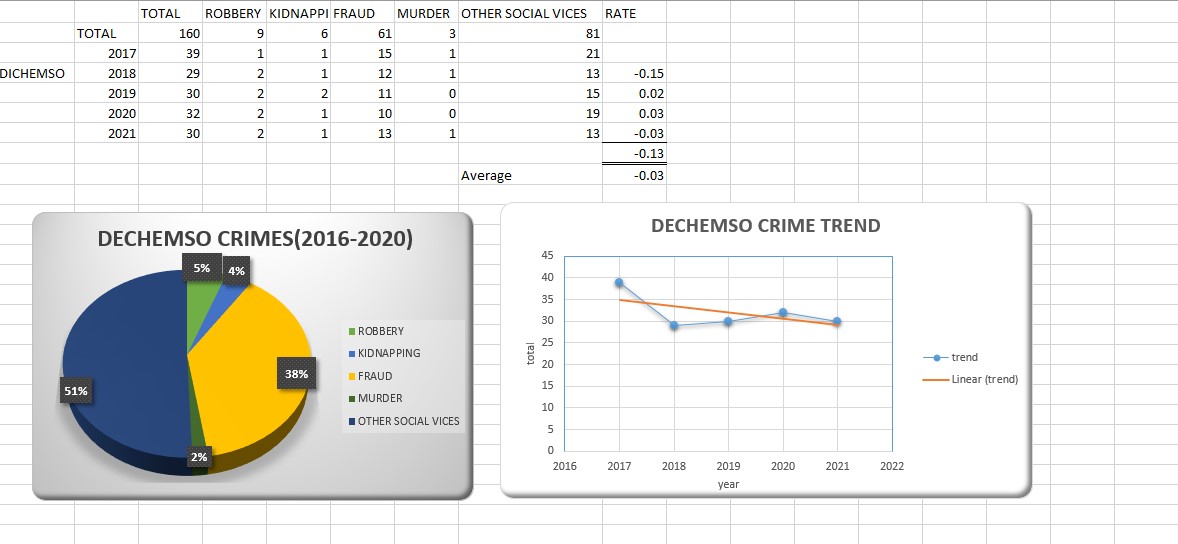 TOTAL ROBBERY KIDNAPPI FRAUD MURDER OTHER SOCIAL VICES RATE
TOTAL 160 9 6 61 3 81
2017 39 1 1 15 1 21
DICHEMSO 2018 29 2 1 12 1 13 -0.15
2019 30 2 2 11 0 15 0.02
2020 32 2 1 10 0 19 0.03
2021 30 2 1 13 1 13 -0.03
-0.13
Average -0.03
DECHEMSO CRIMES(2016-2020)
5% 4%
38%
51%
2%
ROBBERY
KIDNAPPING
FRAUD
MURDER
OTHER SOCIAL VICES
DECHEMSO CRIME TREND
45
40
35
30
25
20
15
10
5
0
total
2016 2017 2018 2019 2020 2021 2022
year
trend
Linear (trend)